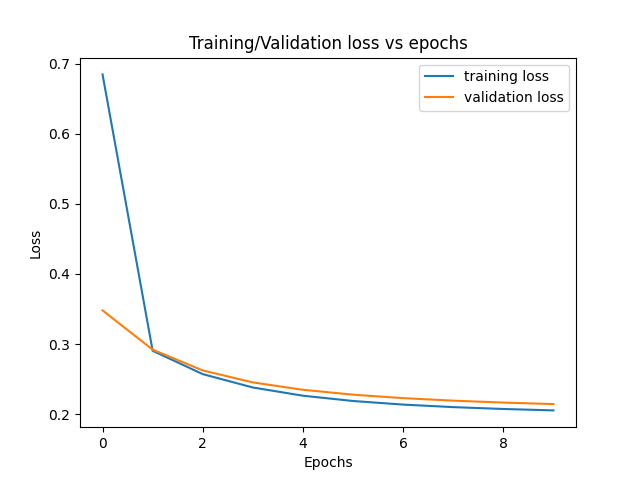 Training/Validation loss vs epochs
training loss
validation loss
0.7
0.6
0.5
0.4
0.3
0.2
Loss
0 2 4 6 8
Epochs